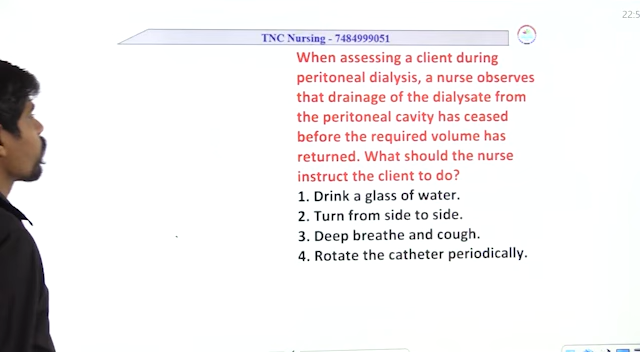 22:5
TNC Nursing - 7484999051
When assessing a client during
peritoneal dialysis, a nurse observes
that drainage of the dialysate from
the peritoneal cavity has ceased
before the required volume has
returned. What should the nurse
instruct the client to do?
1. Drink a glass of water.
2. Turn from side to side.
3. Deep breathe and cough.
4. Rotate the catheter periodically.